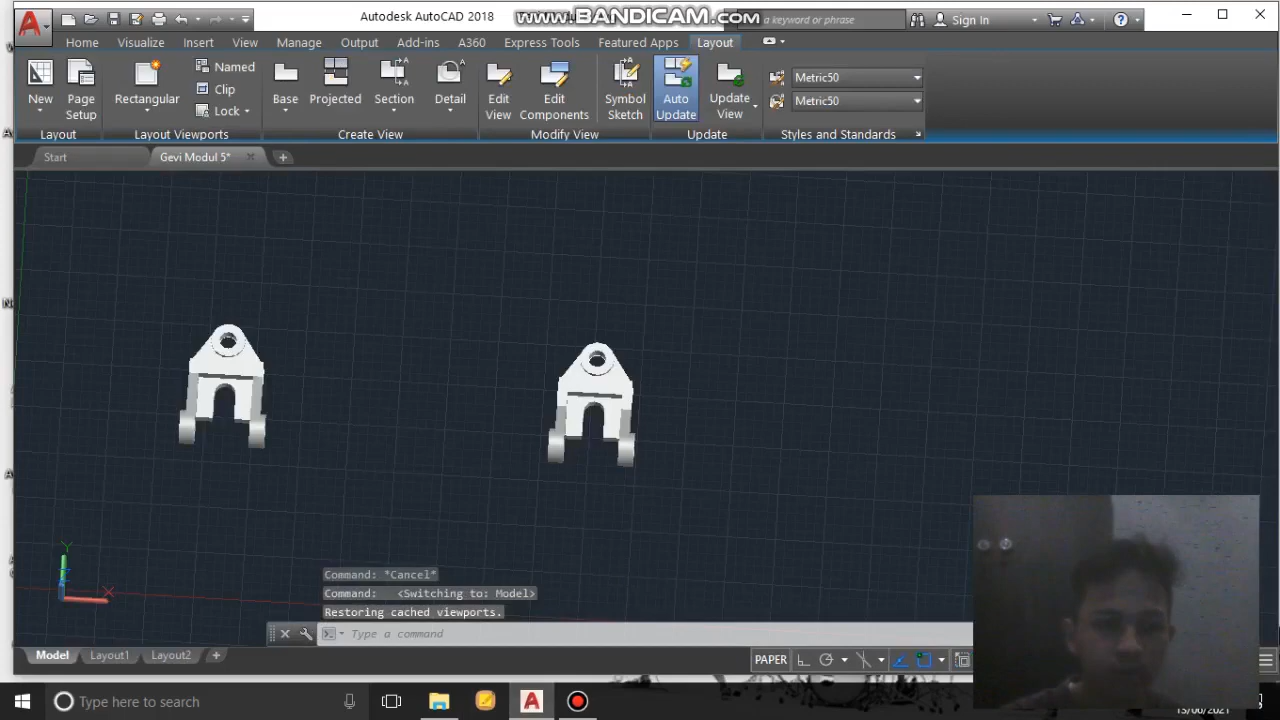 Autodesk AutoCAD 2018
www.BANDICAM.com
a keyword or phrase
Sign In
Home
Visualize
Insert
View
Manage
Output
Add-ins
A360
Express Tools
Featured Apps
Layout
New
Page Setup
Rectangular
Named
Clip
Lock
Base
Projected
Section
Detail
Edit View
Edit Components
Symbol Sketch
Auto Update
Update View
Metric50
Metric50
Layout
Layout Viewports
Create View
Modify View
Update
Styles and Standards
Start
Gevi Modul 5*
Y
X
Command: *Cancel*
Command: <Switching to: Model>
Restoring cached viewports.
Type a command
Model
Layout1
Layout2
PAPER
Type here to search
13/06/2021